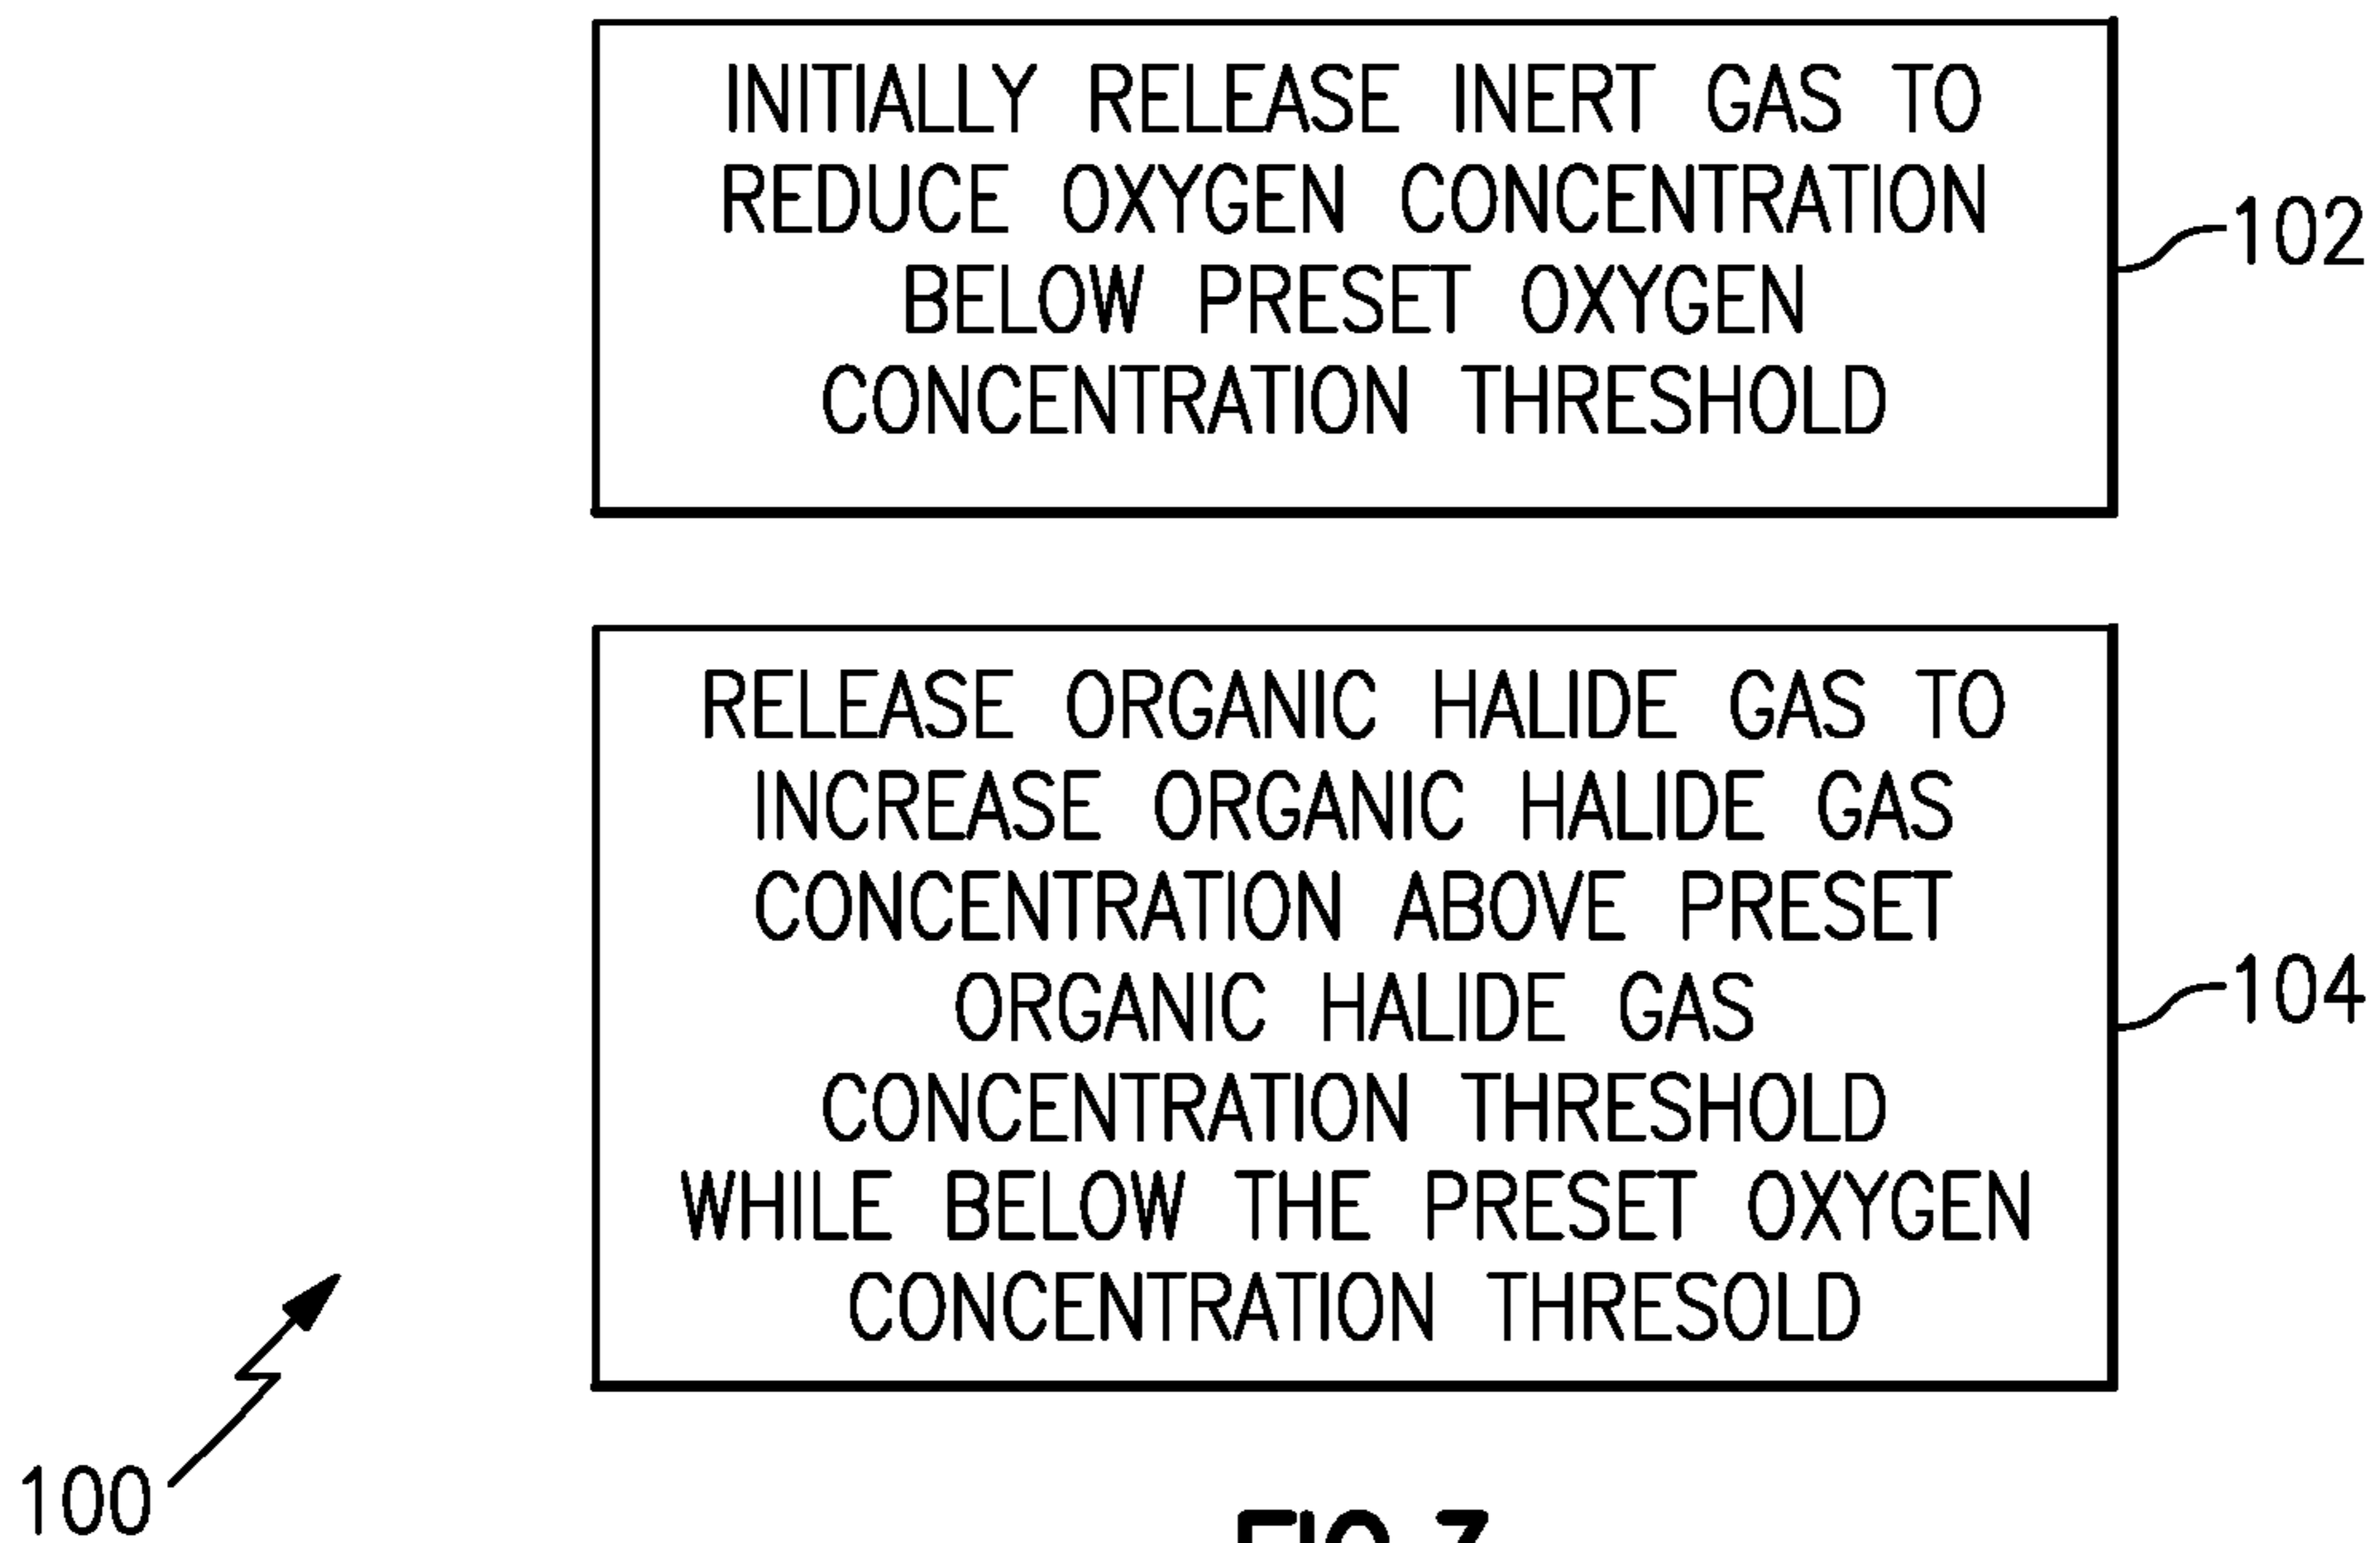 INITIALLY RELEASE INERT GAS TO
REDUCE OXYGEN CONCENTRATION
BELOW PRESET OXYGEN
CONCENTRATION THRESHOLD
102
RELEASE ORGANIC HALIDE GAS TO
INCREASE ORGANIC HALIDE GAS
CONCENTRATION ABOVE PRESET
ORGANIC HALIDE GAS
CONCENTRATION THRESHOLD
WHILE BELOW THE PRESET OXYGEN
CONCENTRATION THRESOLD
104
100